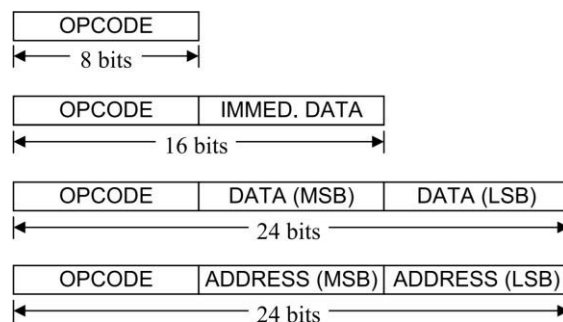 OPCODE
8 bits
OPCODE IMMED. DATA
16 bits
OPCODE DATA (MSB) DATA (LSB)
24 bits
OPCODE ADDRESS (MSB) ADDRESS (LSB)
24 bits